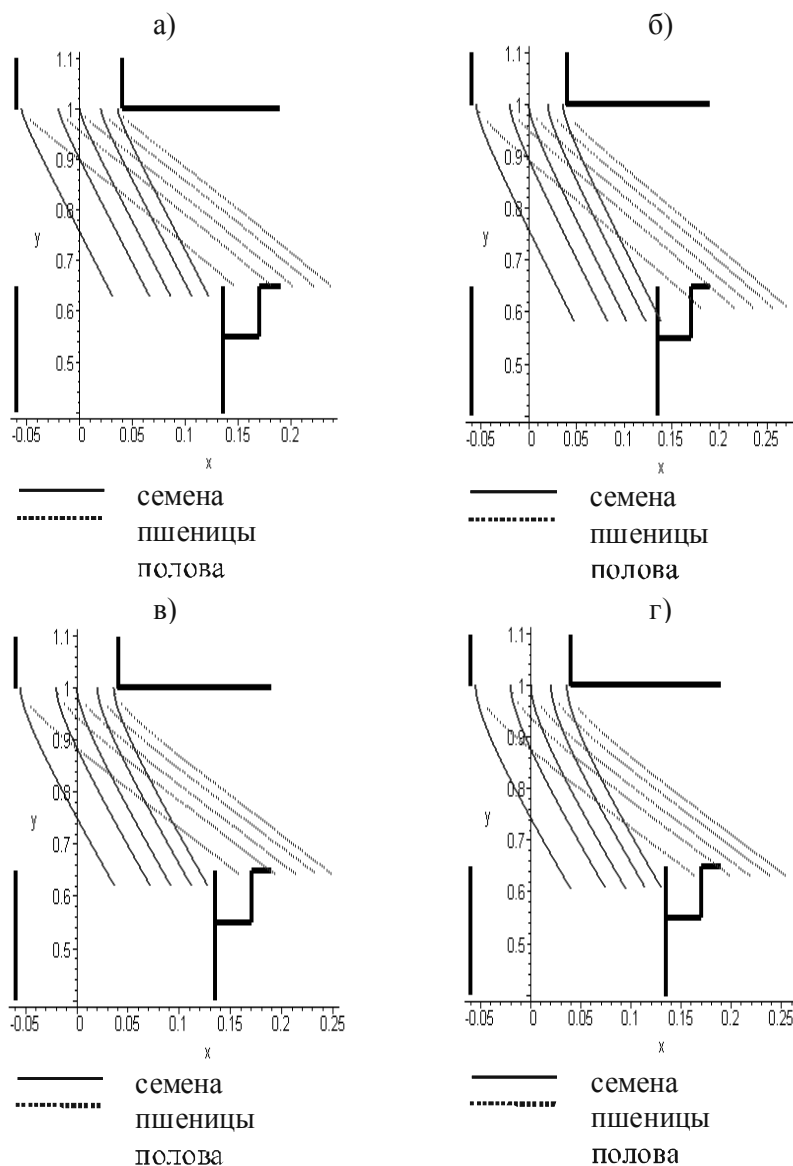 а)
б)
1.1
1
0.9
0.8
y
0.7
0.6
0.5
-0.05 0 0.05 0.1 0.15 0.2
x
1.1
1
0.9
0.8
y
0.7
0.6
0.5
-0.05 0 0.05 0.1 0.15 0.2 0.25
x
семена
пшеницы
полова
семена
пшеницы
полова
в)
г)
1.1
1
0.9
0.8
y
0.7
0.6
0.5
-0.05 0 0.05 0.1 0.15 0.2 0.25
x
1.1
1
0.9
0.8
y
0.7
0.6
0.5
-0.05 0 0.05 0.1 0.15 0.2 0.25
x
семена
пшеницы
полова
семена
пшеницы
полова